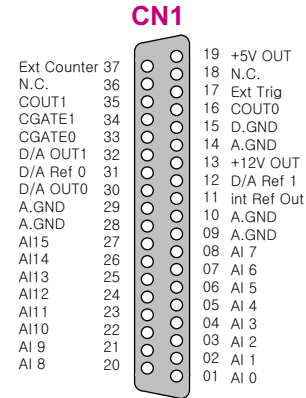 CN1
Ext Counter 37
N.C. 36
COUT1 35
CGATE1 34
CGATE0 33
D/A OUT1 32
D/A Ref 0 31
D/A OUT0 30
A.GND 29
A.GND 28
AI15 27
AI14 26
AI13 25
AI12 24
AI11 23
AI10 22
AI 9 21
AI 8 20
19 +5V OUT
18 N.C.
17 Ext Trig
16 COUT0
15 D.GND
14 A.GND
13 +12V OUT
12 D/A Ref 1
11 int Ref Out
10 A.GND
09 A.GND
08 AI 7
07 AI 6
06 AI 5
05 AI 4
04 AI 3
03 AI 2
02 AI 1
01 AI 0